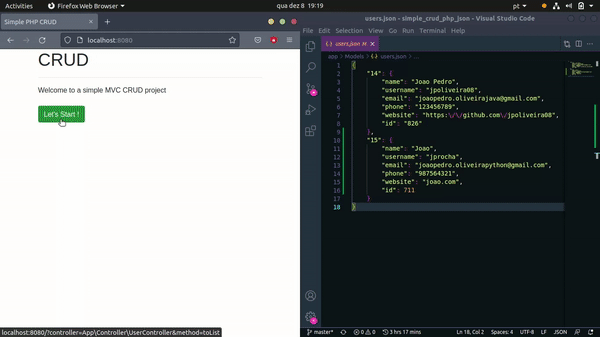 Activities
Firefox Web Browser
qua dez 8 19:19
pt
Simple PHP CRUD
localhost:8080
CRUD
Welcome to a simple MVC CRUD project
Let's Start !
localhost:8080/?controller=App\Controller\UserController&method=toList
users.json - simple_crud_php_json - Visual Studio Code
File Edit Selection View Go Run Terminal Help
users.json M
app > Models > users.json > ...
1 {
2 "14": {
3 "name": "Joao Pedro",
4 "username": "jpoliveira08",
5 "email": "joaopedro.oliveirajava@gmail.com",
6 "phone": "123456789",
7 "website": "https:\/\/github.com\/jpoliveira08",
8 "id": "826"
9 },
10 "15": {
11 "name": "Joao",
12 "username": "jprocha",
13 "email": "joaopedro.oliveirapython@gmail.com",
14 "phone": "987564321",
15 "website": "joao.com",
16 "id": 711
17 }
18 }
master* 0 0 3 hrs 17 mins
Ln 18, Col 2 Spaces: 4 UTF-8 LF JSON